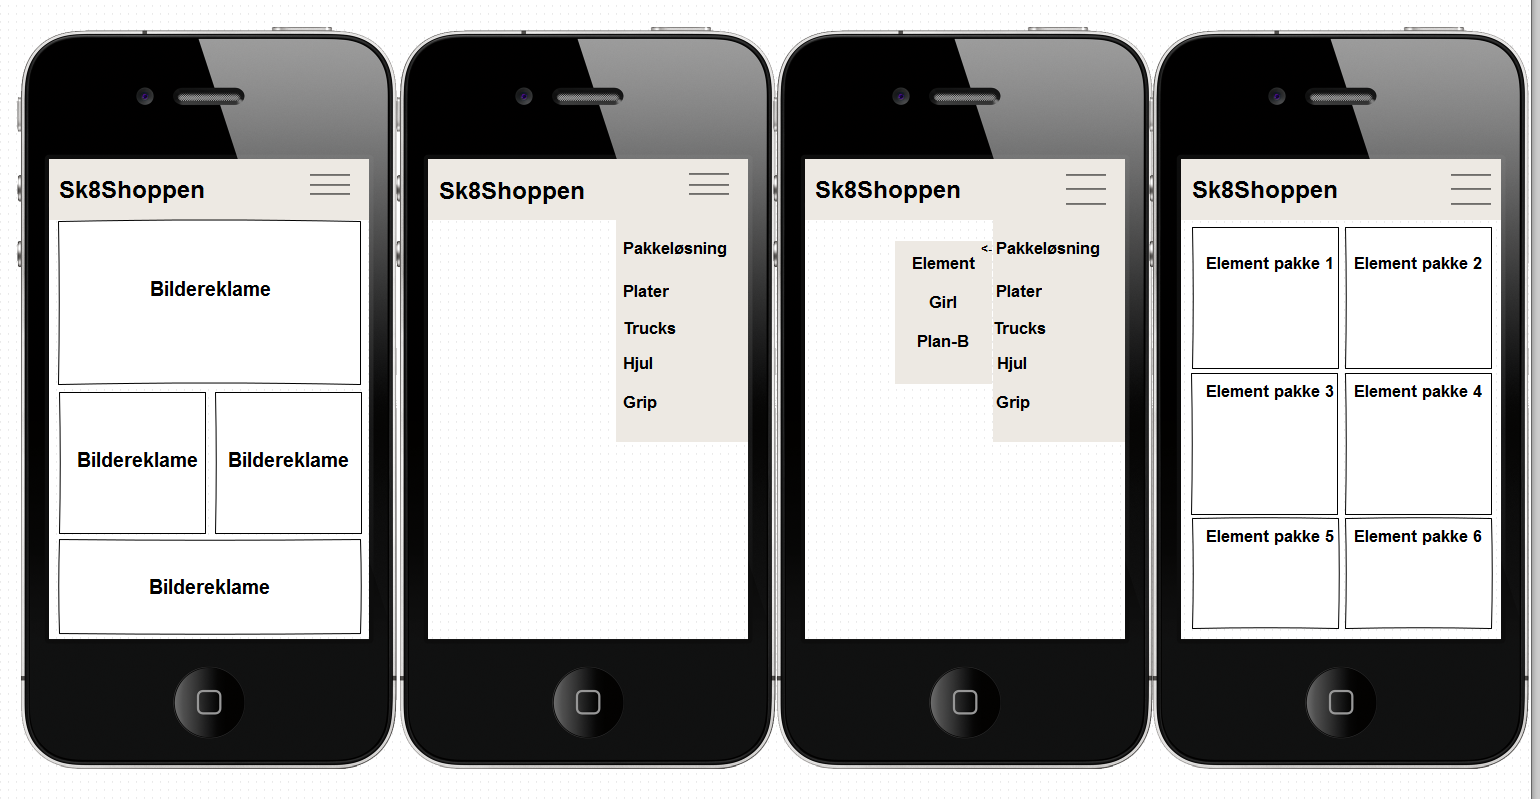 Sk8Shoppen
Bildereklame
Bildereklame Bildereklame
Bildereklame
Sk8Shoppen
Pakkeløsning
Plater
Trucks
Hjul
Grip
Sk8Shoppen
<- Pakkeløsning
Plater
Trucks
Hjul
Grip
Element
Girl
Plan-B
Sk8Shoppen
Element pakke 1 Element pakke 2
Element pakke 3 Element pakke 4
Element pakke 5 Element pakke 6